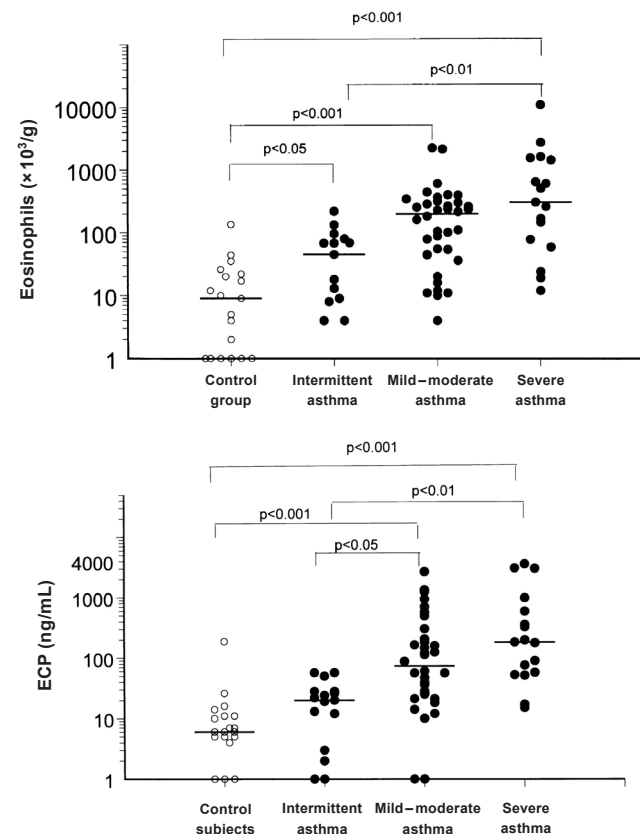 p<0.001
p<0.01
p<0.001
p<0.05
Eosinophils (×10³/g)
10000
1000
100
10
1
Control group
Intermittent asthma
Mild–moderate asthma
Severe asthma
p<0.001
p<0.01
p<0.001
p<0.05
ECP (ng/mL)
4000
1000
100
10
1
Control subjects
Intermittent asthma
Mild–moderate asthma
Severe asthma